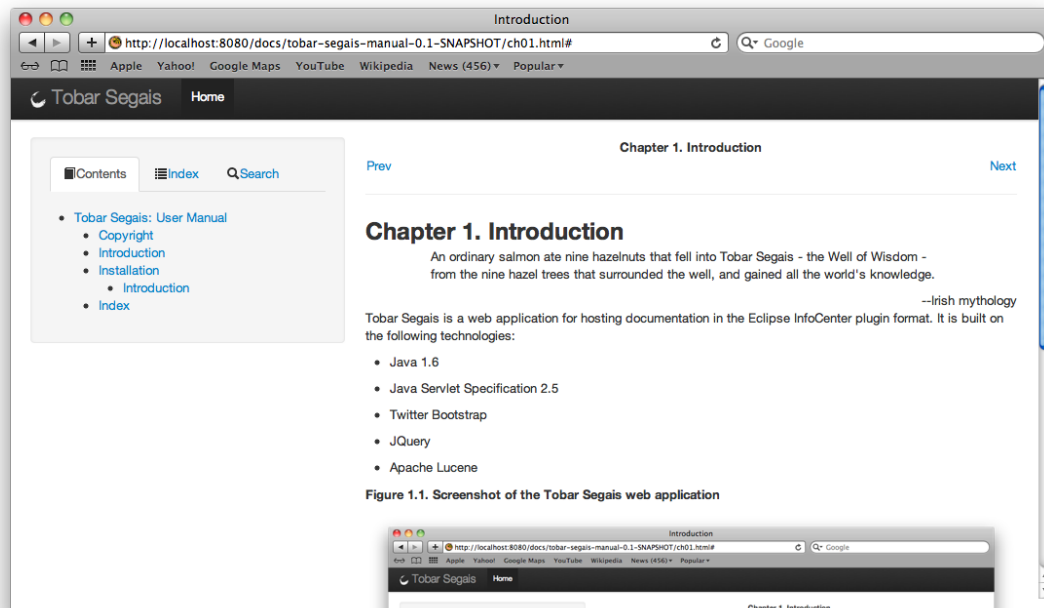 Introduction
http://localhost:8080/docs/tobar-segais-manual-0.1-SNAPSHOT/ch01.html#
Google
Apple Yahoo! Google Maps YouTube Wikipedia News (456) Popular
Tobar Segais Home
Contents Index Search
Tobar Segais: User Manual
Copyright
Introduction
Installation
Introduction
Index
Chapter 1. Introduction
Prev Next
Chapter 1. Introduction
An ordinary salmon ate nine hazelnuts that fell into Tobar Segais - the Well of Wisdom -
from the nine hazel trees that surrounded the well, and gained all the world's knowledge.
--Irish mythology
Tobar Segais is a web application for hosting documentation in the Eclipse InfoCenter plugin format. It is built on
the following technologies:
Java 1.6
Java Servlet Specification 2.5
Twitter Bootstrap
JQuery
Apache Lucene
Figure 1.1. Screenshot of the Tobar Segais web application
Introduction
http://localhost:8080/docs/tobar-segais-manual-0.1-SNAPSHOT/ch01.html#
Google
Apple Yahoo! Google Maps YouTube Wikipedia News (456) Popular
Tobar Segais Home
Chapter 1. Introduction